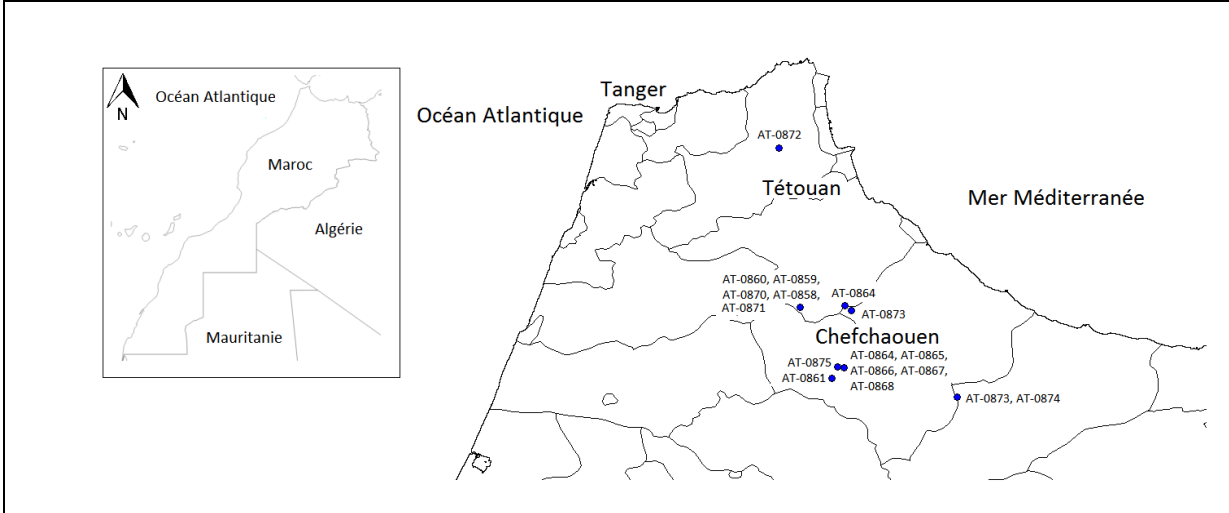 Océan Atlantique
N
Maroc
Algérie
Mauritanie
Tanger
Océan Atlantique
AT-0872
Tétouan
Mer Méditerranée
AT-0860, AT-0859,
AT-0870, AT-0858,
AT-0871
AT-0864
AT-0873
Chefchaouen
AT-0875
AT-0861
AT-0864, AT-0865,
AT-0866, AT-0867,
AT-0868
AT-0873, AT-0874